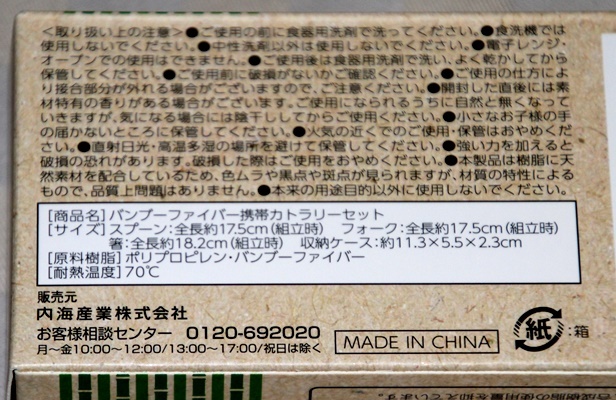 ＜取り扱い上の注意＞●ご使用の前に食器用洗剤で洗ってください。●食洗機では
使用しないでください。●中性洗剤以外は使用しないでください。●電子レンジ・
オーブンでの使用はできません。●ご使用後は食器用洗剤で洗い、よく乾かしてから
保管してください。●ご使用前に破損がないかご確認ください。●ご使用の仕方によ
り接合部分が外れる場合がございますので、ご注意ください。●開封した直後には素
材特有の香りがある場合がございます。ご使用になられるうちに自然と無くなって
いきますが、気になる場合には陰干ししてからご使用ください。●小さなお子様の手
の届かないところに保管してください。●火気の近くでのご使用・保管はおやめくだ
さい。●直射日光・高温多湿の場所を避けて保管してください。●強い力を加えると
破損の恐れがあります。破損した際はご使用をおやめください。●本製品は樹脂に天
然素材を配合しているため、色ムラや黒点や斑点が見られますが、材質の特性による
もので、品質上問題はありません。●本来の用途目的以外に使用しないでください。
［商品名］バンブーファイバー携帯カトラリーセット
［サイズ］スプーン：全長約17.5cm（組立時） フォーク：全長約17.5cm（組立時）
箸：全長約18.2cm（組立時） 収納ケース：約11.3×5.5×2.3cm
［原料樹脂］ポリプロピレン・バンブーファイバー
［耐熱温度］70℃
販売元
内海産業株式会社
お客様相談センター 0120-692020
月～金10:00～12:00/13:00～17:00/祝日は除く
MADE IN CHINA
紙：箱
合成樹脂の使用量を抑えています。"